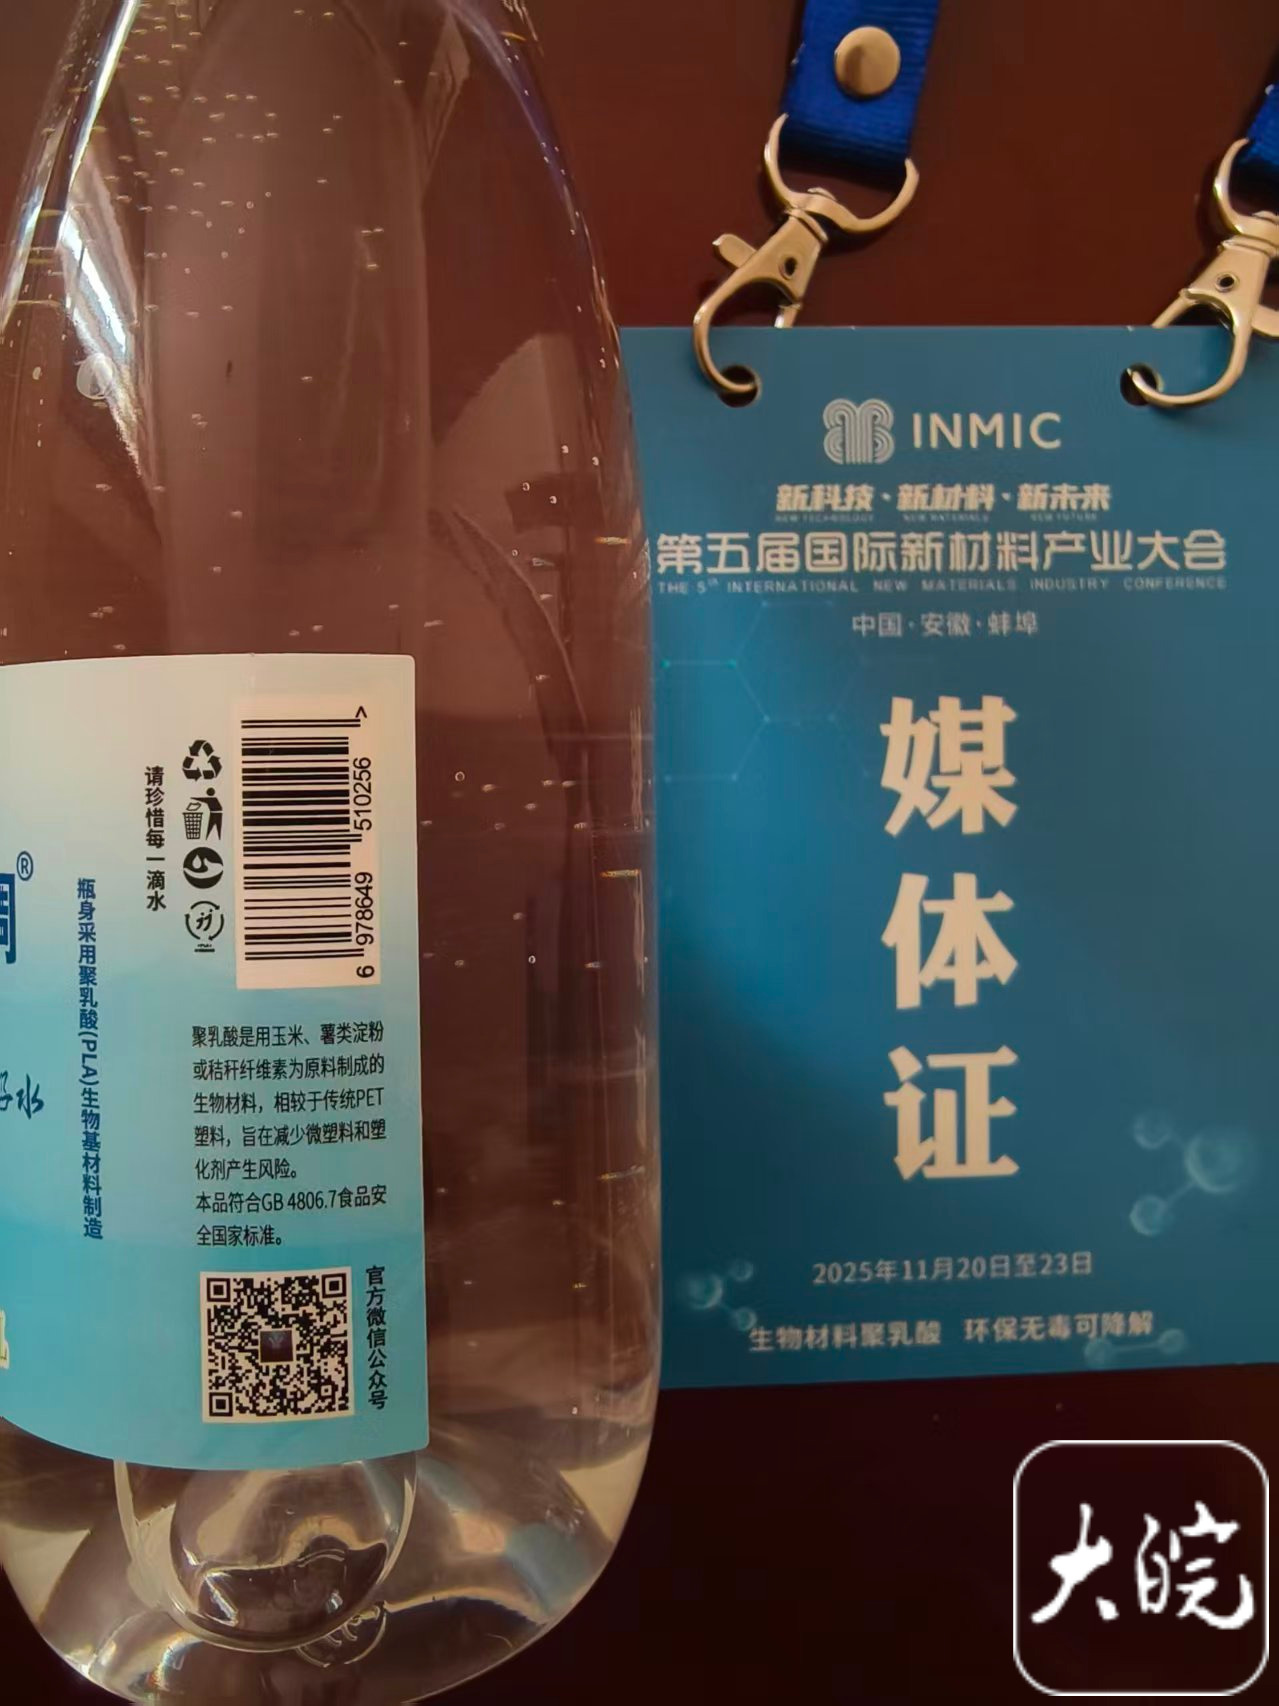 请珍惜每一滴水
瓶身采用聚乳酸(PLA)生物基材料制造
®
水
6 978649 510256 >
聚乳酸是用玉米、薯类淀粉
或秸秆纤维素为原料制成的
生物材料，相较于传统PET
塑料，旨在减少微塑料和塑
化剂产生风险。
本品符合GB 4806.7食品安
全国家标准。
官方微信公众号
INMIC
新科技·新材料·新未来
NEW TECHNOLOGY NEW MATERIALS NEW FUTURE
第五届国际新材料产业大会
THE 5th INTERNATIONAL NEW MATERIALS INDUSTRY CONFERENCE
中国·安徽·蚌埠
媒
体
证
2025年11月20日至23日
生物材料聚乳酸 环保无毒可降解
大皖